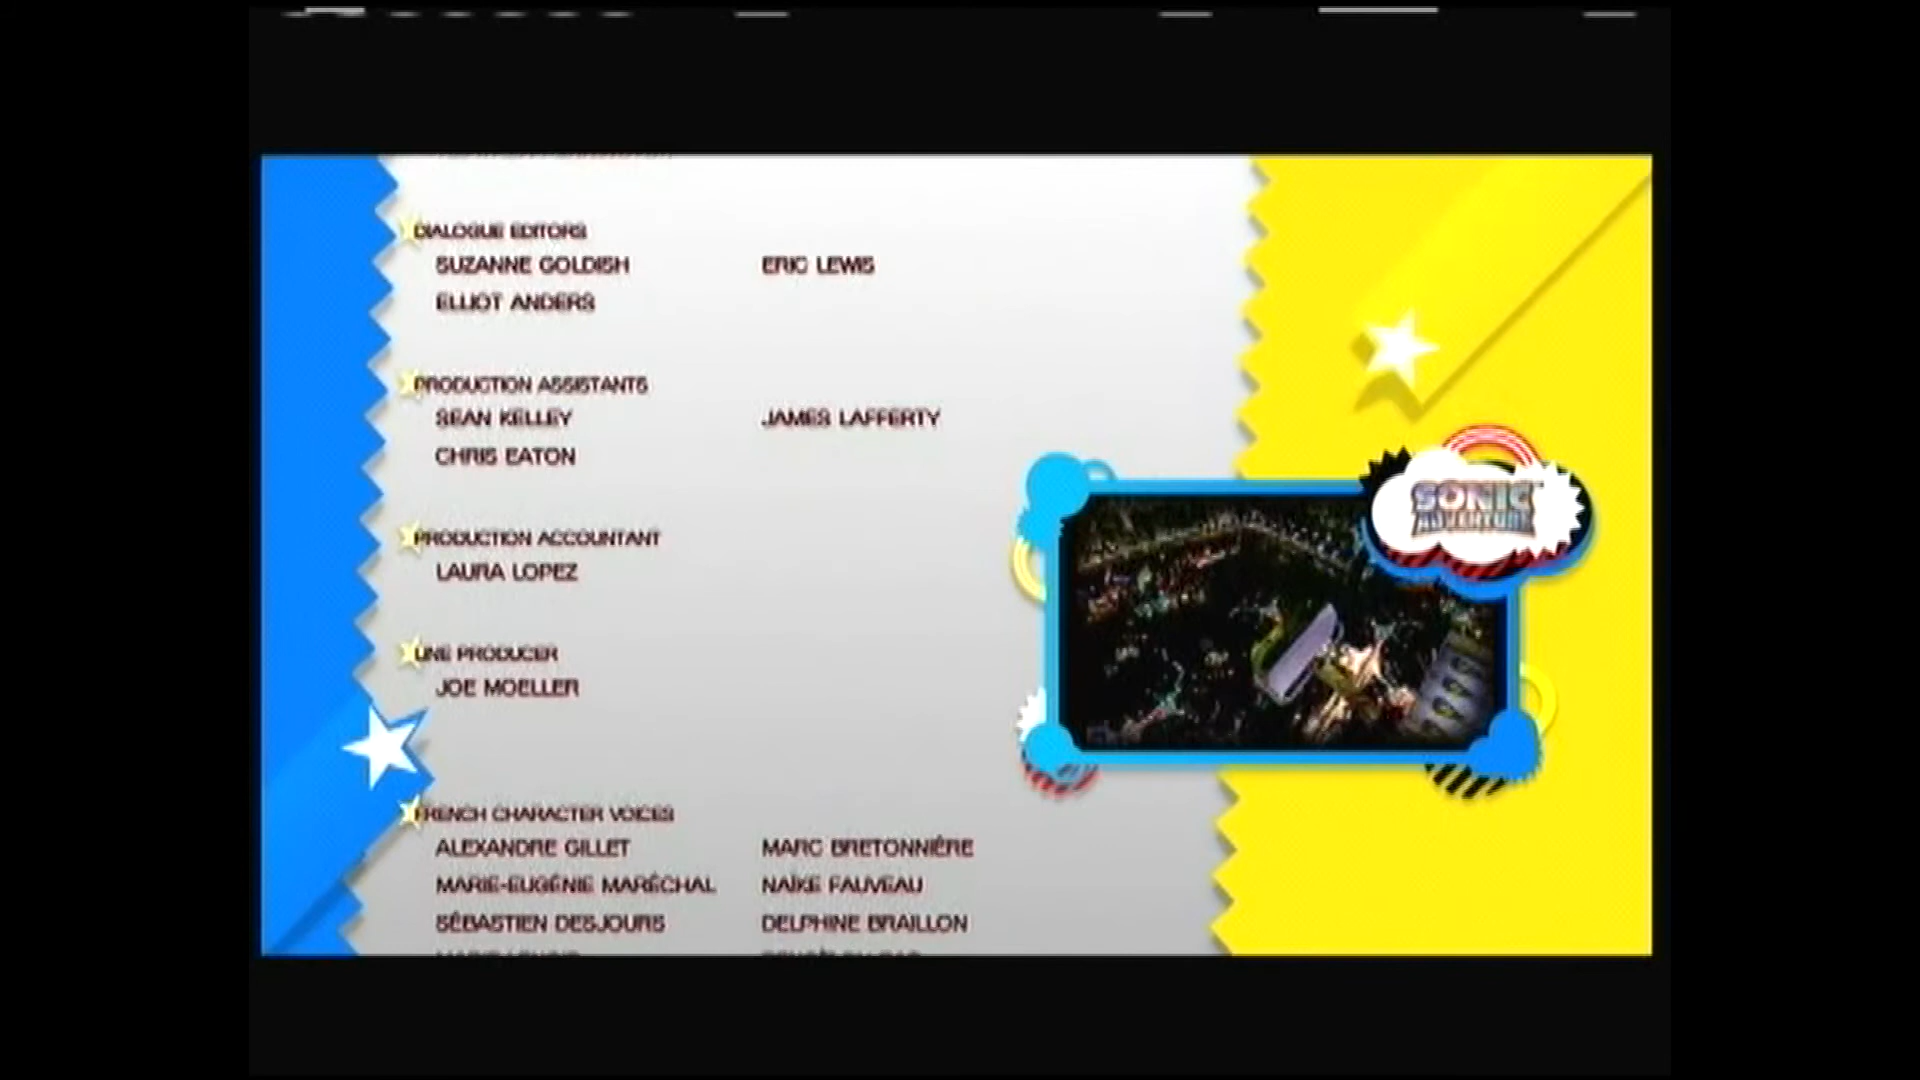 DIALOGUE EDITORS
SUZANNE GOLDISH ERIC LEWIS
ELLIOT ANDERS
PRODUCTION ASSISTANTS
SEAN KELLEY JAMES LAFFERTY
CHRIS EATON
PRODUCTION ACCOUNTANT
LAURA LOPEZ
LINE PRODUCER
JOE MOELLER
FRENCH CHARACTER VOICES
ALEXANDRE GILLET MARC BRETONNIÈRE
MARIE-EUGÉNIE MARÉCHAL NAÏKE FAUVEAU
SÉBASTIEN DESJOURS DELPHINE BRAILLON
SONIC
ADVENTURE